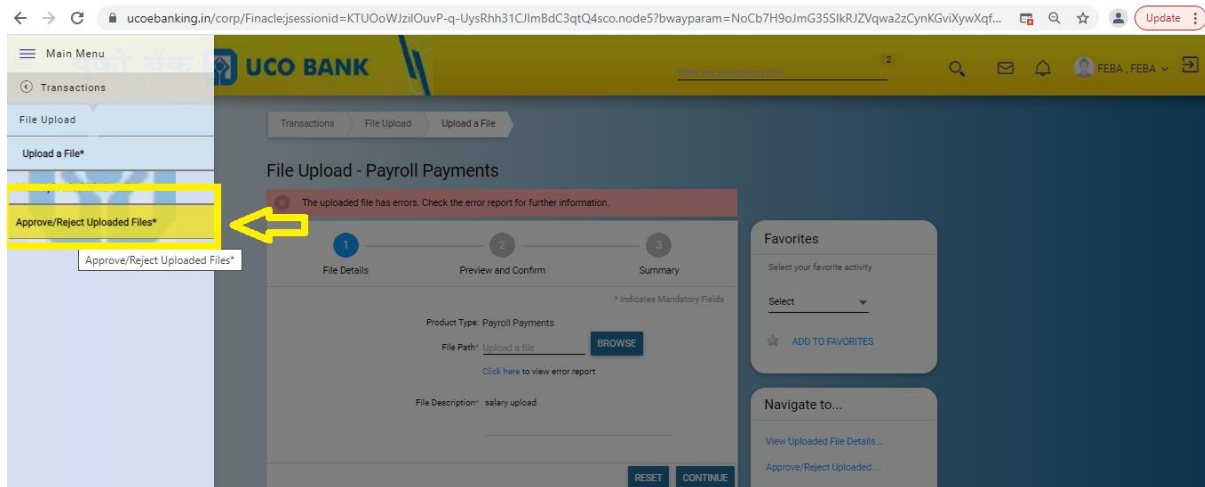 ucoebanking.in/corp/Finacle;jsessionid=KTUOoWJzilOuvP-q-UysRhh31CJlmBdC3qtQ4sco.node5?bwayparam=NoCb7H9oJmG35SIkRJZVqwa2zCynKGviXywXqf...
Update
Main Menu
यूको बैंक UCO BANK
2
FEBA , FEBA
Transactions
File Upload
Upload a File*
Approve/Reject Uploaded Files*
Approve/Reject Uploaded Files*
Transactions File Upload Upload a File
File Upload - Payroll Payments
The uploaded file has errors. Check the error report for further information.
1 2 3
File Details Preview and Confirm Summary
* Indicates Mandatory Fields
Product Type: Payroll Payments
File Path* Upload a file BROWSE
Click here to view error report
File Description* salary upload
RESET CONTINUE
Favorites
Select your favorite activity
Select
ADD TO FAVORITES
Navigate to...
View Uploaded File Details...
Approve/Reject Uploaded ...